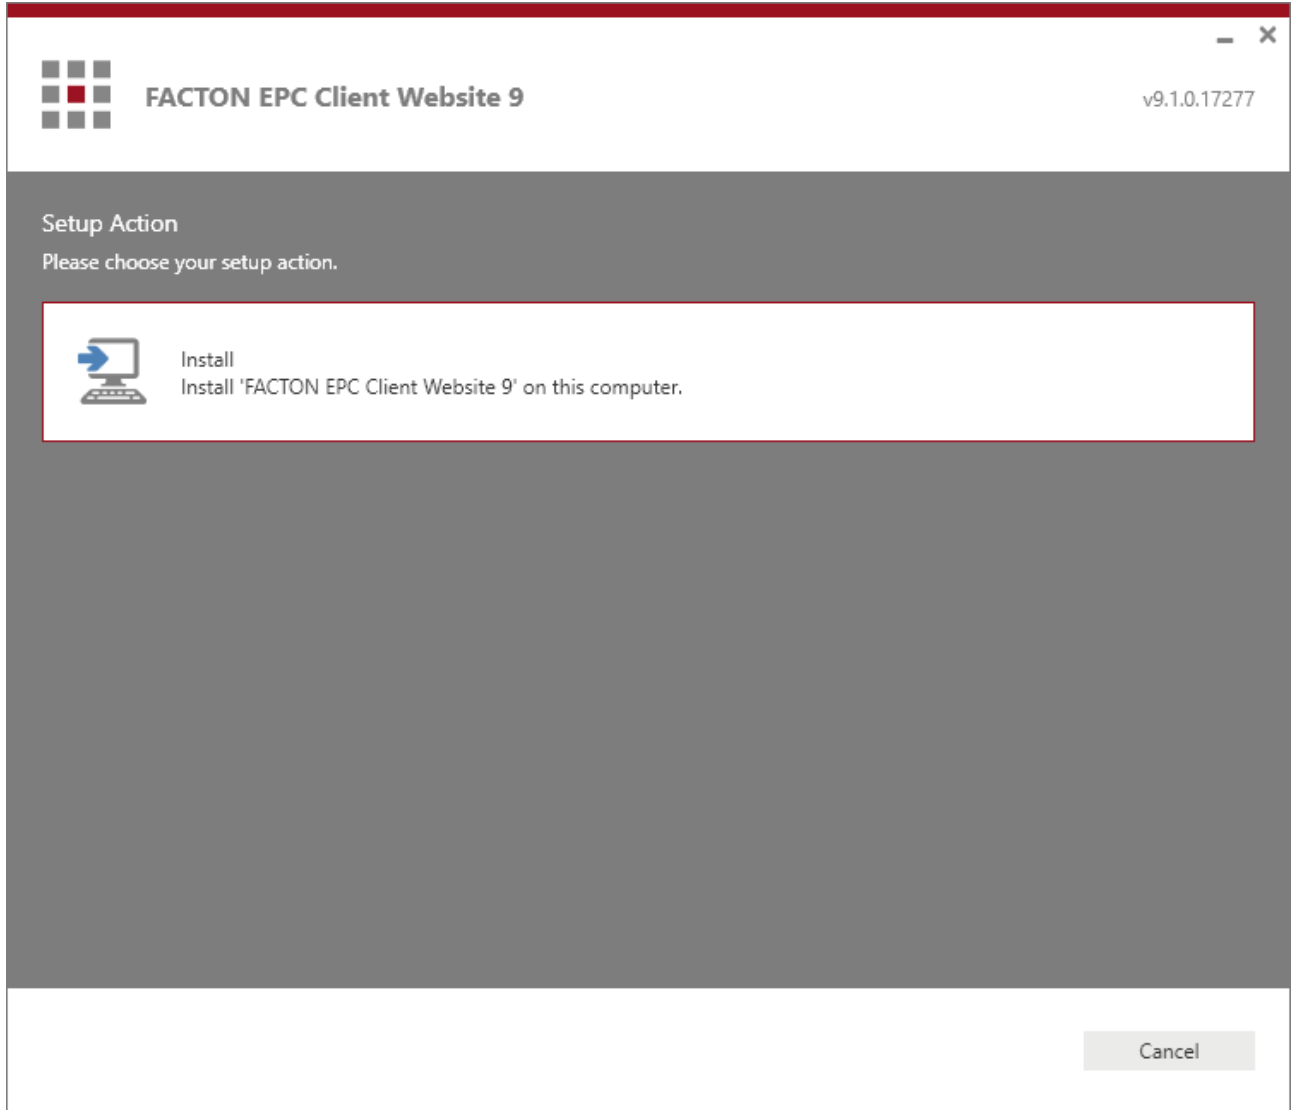 FACTON EPC Client Website 9
v9.1.0.17277
Setup Action
Please choose your setup action.
Install
Install 'FACTON EPC Client Website 9' on this computer.
Cancel